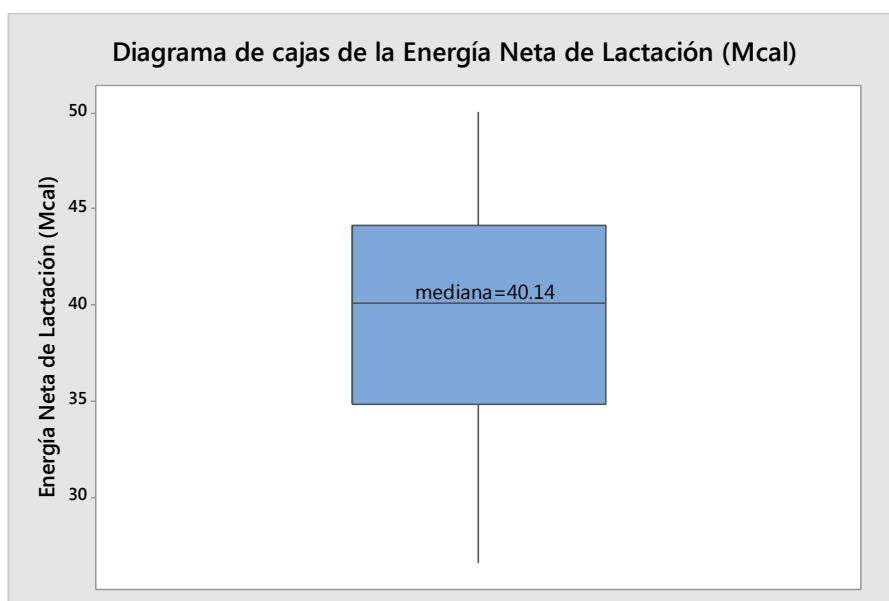 Diagrama de cajas de la Energía Neta de Lactación (Mcal)
Energía Neta de Lactación (Mcal)
50
45
40
35
30
mediana=40.14